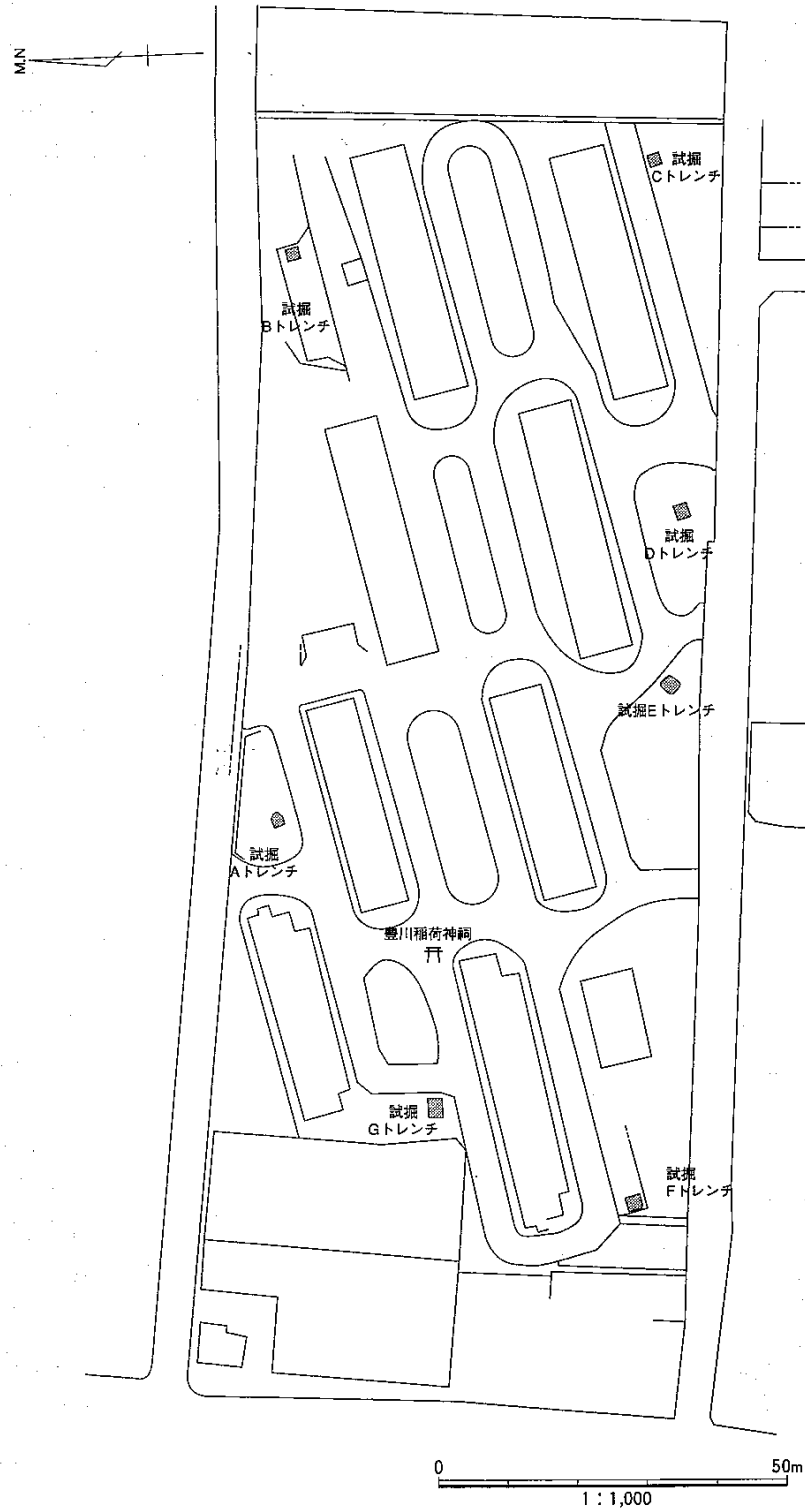 M.N
試掘
Cトレンチ
試掘
Bトレンチ
試掘
Dトレンチ
試掘Eトレンチ
試掘
Aトレンチ
豊川稲荷神祠
試掘
Gトレンチ
試掘
Fトレンチ
0 50m
1：1,000